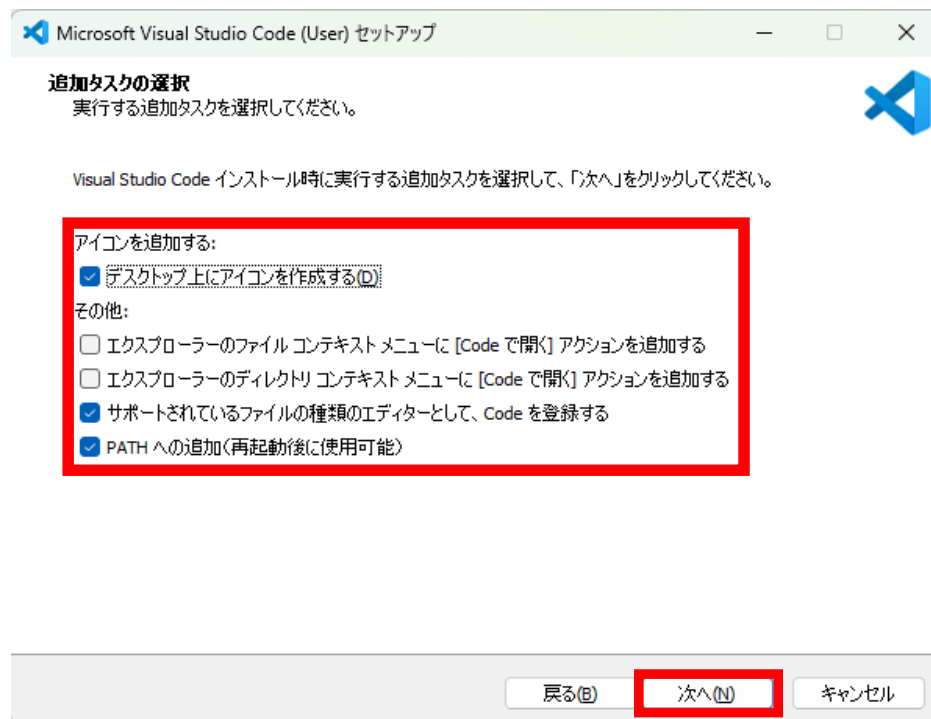 Microsoft Visual Studio Code (User) セットアップ
追加タスクの選択
実行する追加タスクを選択してください。
Visual Studio Code インストール時に実行する追加タスクを選択して、「次へ」をクリックしてください。
アイコンを追加する:
デスクトップ上にアイコンを作成する(D)
その他:
エクスプローラーのファイル コンテキスト メニューに [Code で開く] アクションを追加する
エクスプローラーのディレクトリ コンテキスト メニューに [Code で開く] アクションを追加する
サポートされているファイルの種類のエディターとして、Code を登録する
PATH への追加(再起動後に使用可能)
戻る(B) 次へ(N) キャンセル